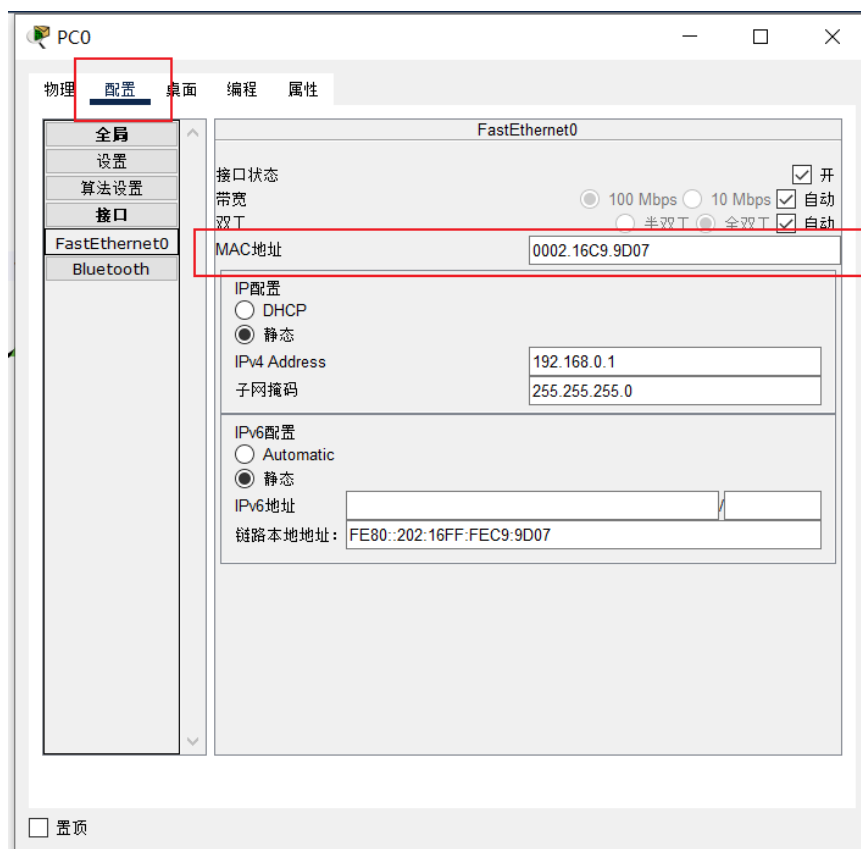 PC0
物理 配置 桌面 编程 属性
全局
设置
算法设置
接口
FastEthernet0
Bluetooth
FastEthernet0
接口状态 开
带宽 100 Mbps 10 Mbps 自动
双工 半双工 全双工 自动
MAC地址 0002.16C9.9D07
IP配置
DHCP
静态
IPv4 Address 192.168.0.1
子网掩码 255.255.255.0
IPv6配置
Automatic
静态
IPv6地址 /
链路本地地址: FE80::202:16FF:FEC9:9D07
置顶